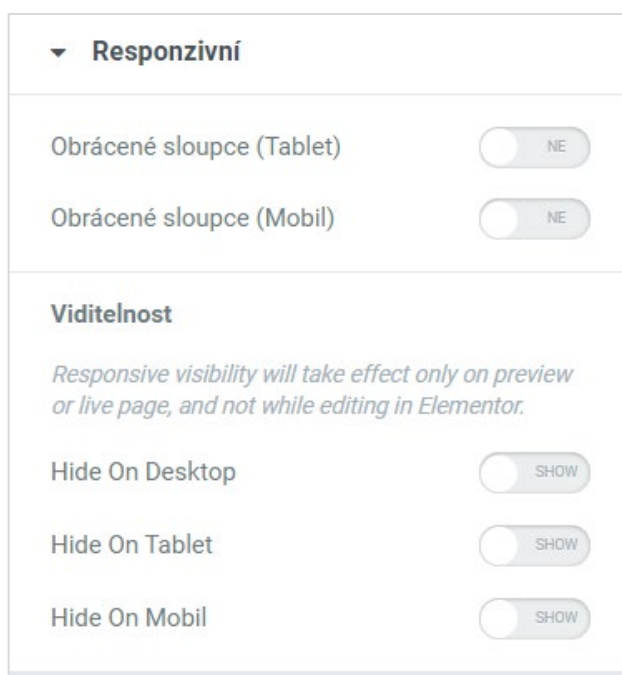 Responzivní
Obrácené sloupce (Tablet) NE
Obrácené sloupce (Mobil) NE
Viditelnost
Responsive visibility will take effect only on preview
or live page, and not while editing in Elementor.
Hide On Desktop SHOW
Hide On Tablet SHOW
Hide On Mobil SHOW